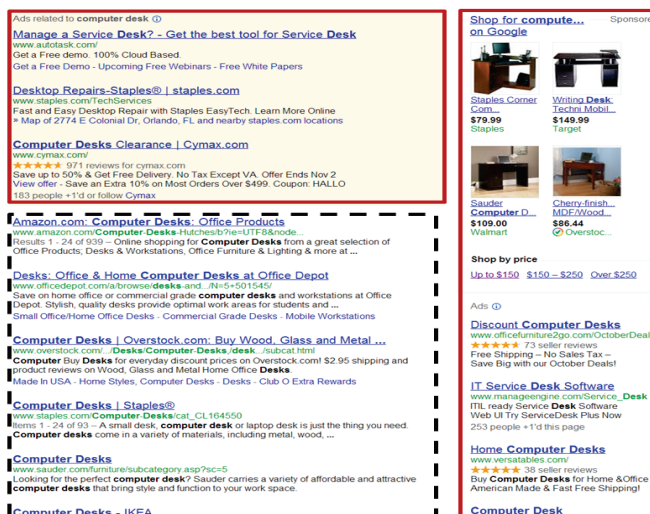 Ads related to computer desk
Manage a Service Desk? - Get the best tool for Service Desk
www.autotask.com/
Get a Free demo. 100% Cloud Based.
Get a Free Demo - Upcoming Free Webinars - Free White Papers
Desktop Repairs-Staples® | staples.com
www.staples.com/TechServices
Fast and Easy Desktop Repair with Staples EasyTech. Learn More Online
» Map of 2774 E Colonial Dr, Orlando, FL and nearby staples.com locations
Computer Desks Clearance | Cymax.com
www.cymax.com/
★★★★★ 971 reviews for cymax.com
Save up to 50% & Get Free Delivery. No Tax Except VA. Offer Ends Nov 2
View offer - Save an Extra 10% on Most Orders Over $499. Coupon: HALLO
183 people +1'd or follow Cymax
Amazon.com: Computer Desks: Office Products
www.amazon.com/Computer-Desks-Hutches/b?ie=UTF8&node...
Results 1 - 24 of 939 – Online shopping for Computer Desks from a great selection of
Office Products; Desks & Workstations, Office Furniture & Lighting & more at ...
Desks: Office & Home Computer Desks at Office Depot
www.officedepot.com/a/browse/desks-and.../N=5+501545/
Save on home office or commercial grade computer desks and workstations at Office
Depot. Stylish, quality desks provide optimal work areas for students and ...
Small Office/Home Office Desks - Commercial Grade Desks - Mobile Workstations
Computer Desks | Overstock.com: Buy Wood, Glass and Metal ...
www.overstock.com/.../Desks/Computer-Desks,/desk.../subcat.html
Computer Buy Desks for everyday discount prices on Overstock.com! $2.95 shipping and
product reviews on Wood, Glass and Metal Home Office Desks.
Made In USA - Home Styles, Computer Desks - Desks - Club O Extra Rewards
Computer Desks | Staples®
www.staples.com/Computer-Desks/cat_CL164550
Items 1 - 24 of 93 – A small desk, computer desk or laptop desk is just the thing you need.
Computer desks come in a variety of materials, including metal, wood, ...
Computer Desks
www.sauder.com/furniture/subcategory.asp?sc=5
Looking for the perfect computer desk? Sauder carries a variety of affordable and attractive
computer desks that bring style and function to your work space.
Computer Desks - IKEA
Shop for compute... Sponsore
on Google
Staples Corner
Com...
$79.99
Staples
Writing Desk:
Techni Mobil...
$149.99
Target
Sauder
Computer D...
$109.00
Walmart
Cherry-finish...
MDF/Wood...
$86.44
Overstoc...
Shop by price
Up to $150 $150 – $250 Over $250
Ads
Discount Computer Desks
www.officefurniture2go.com/OctoberDeal
★★★★★ 73 seller reviews
Free Shipping – No Sales Tax –
Save Big with our October Deals!
IT Service Desk Software
www.manageengine.com/Service_Desk
ITIL ready Service Desk Software
Web UI Try ServiceDesk Plus Now
253 people +1'd this page
Home Computer Desks
www.versatables.com/
★★★★★ 38 seller reviews
Buy Computer Desks for Home &Office
American Made & Fast Free Shipping!
Computer Desk